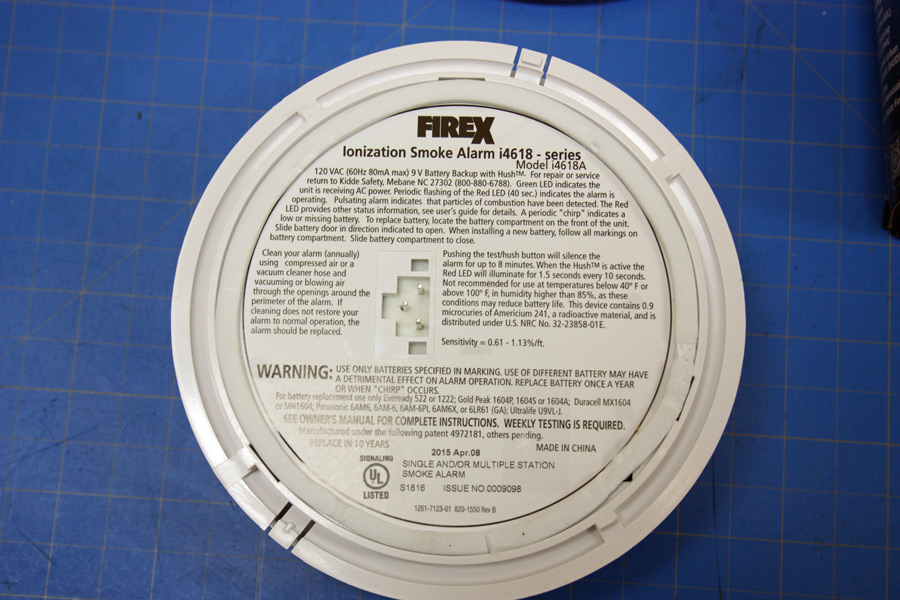 FIREX
Ionization Smoke Alarm i4618 - series
Model i4618A
120 VAC (60Hz 80mA max) 9 V Battery Backup with Hush™. For repair or service
return to Kidde Safety, Mebane NC 27302 (800-880-6788). Green LED indicates the
unit is receiving AC power. Periodic flashing of the Red LED (40 sec.) indicates the alarm is
operating. Pulsating alarm indicates that particles of combustion have been detected. The Red
LED provides other status information, see user's guide for details. A periodic "chirp" indicates a
low or missing battery. To replace battery, locate the battery compartment on the front of the unit.
Slide battery door in direction indicated to open. When installing a new battery, follow all markings on
battery compartment. Slide battery compartment to close.
Clean your alarm (annually)
using compressed air or a
vacuum cleaner hose and
vacuuming or blowing air
through the openings around the
perimeter of the alarm. If
cleaning does not restore your
alarm to normal operation, the
alarm should be replaced.
Pushing the test/hush button will silence the
alarm for up to 8 minutes. When the Hush™ is active the
Red LED will illuminate for 1.5 seconds every 10 seconds.
Not recommended for use at temperatures below 40° F or
above 100° F, in humidity higher than 85%, as these
conditions may reduce battery life. This device contains 0.9
microcuries of Americium 241, a radioactive material, and is
distributed under U.S. NRC No. 32-23858-01E.
Sensitivity = 0.61 - 1.13%/ft.
WARNING: USE ONLY BATTERIES SPECIFIED IN MARKING. USE OF DIFFERENT BATTERY MAY HAVE
A DETRIMENTAL EFFECT ON ALARM OPERATION. REPLACE BATTERY ONCE A YEAR
OR WHEN "CHIRP" OCCURS.
For battery replacement use only Eveready 522 or 1222; Gold Peak 1604P, 1604S or 1604A; Duracell MX1604
or MN1604; Panasonic 6AM6, 6AM-6, 6AM-6PI, 6AM6X, or 6LR61 (GA); Ultralife U9VL-J.
SEE OWNER'S MANUAL FOR COMPLETE INSTRUCTIONS. WEEKLY TESTING IS REQUIRED.
Manufactured under the following patent 4972181, others pending.
REPLACE IN 10 YEARS
MADE IN CHINA
2015 Apr.08
SIGNALING
UL
LISTED
SINGLE AND/OR MULTIPLE STATION
SMOKE ALARM
S1816 ISSUE NO.0009098
1261-7123-01 820-1550 Rev B